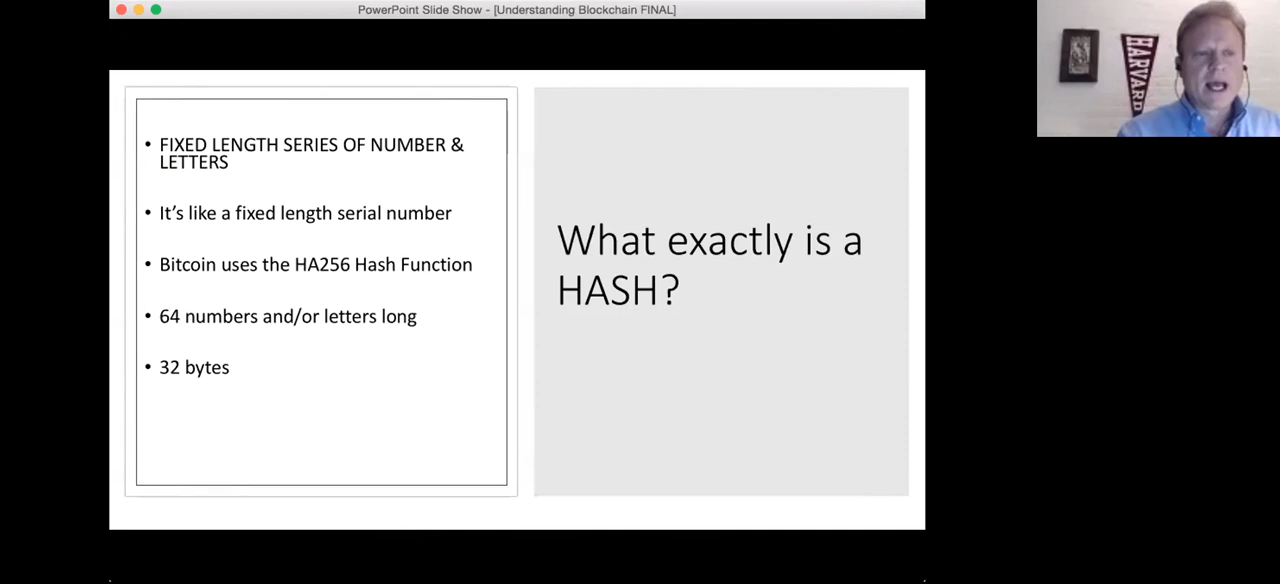 PowerPoint Slide Show - [Understanding Blockchain FINAL]
• FIXED LENGTH SERIES OF NUMBER &
LETTERS
• It's like a fixed length serial number
• Bitcoin uses the HA256 Hash Function
• 64 numbers and/or letters long
• 32 bytes
What exactly is a
HASH?
HARVARD